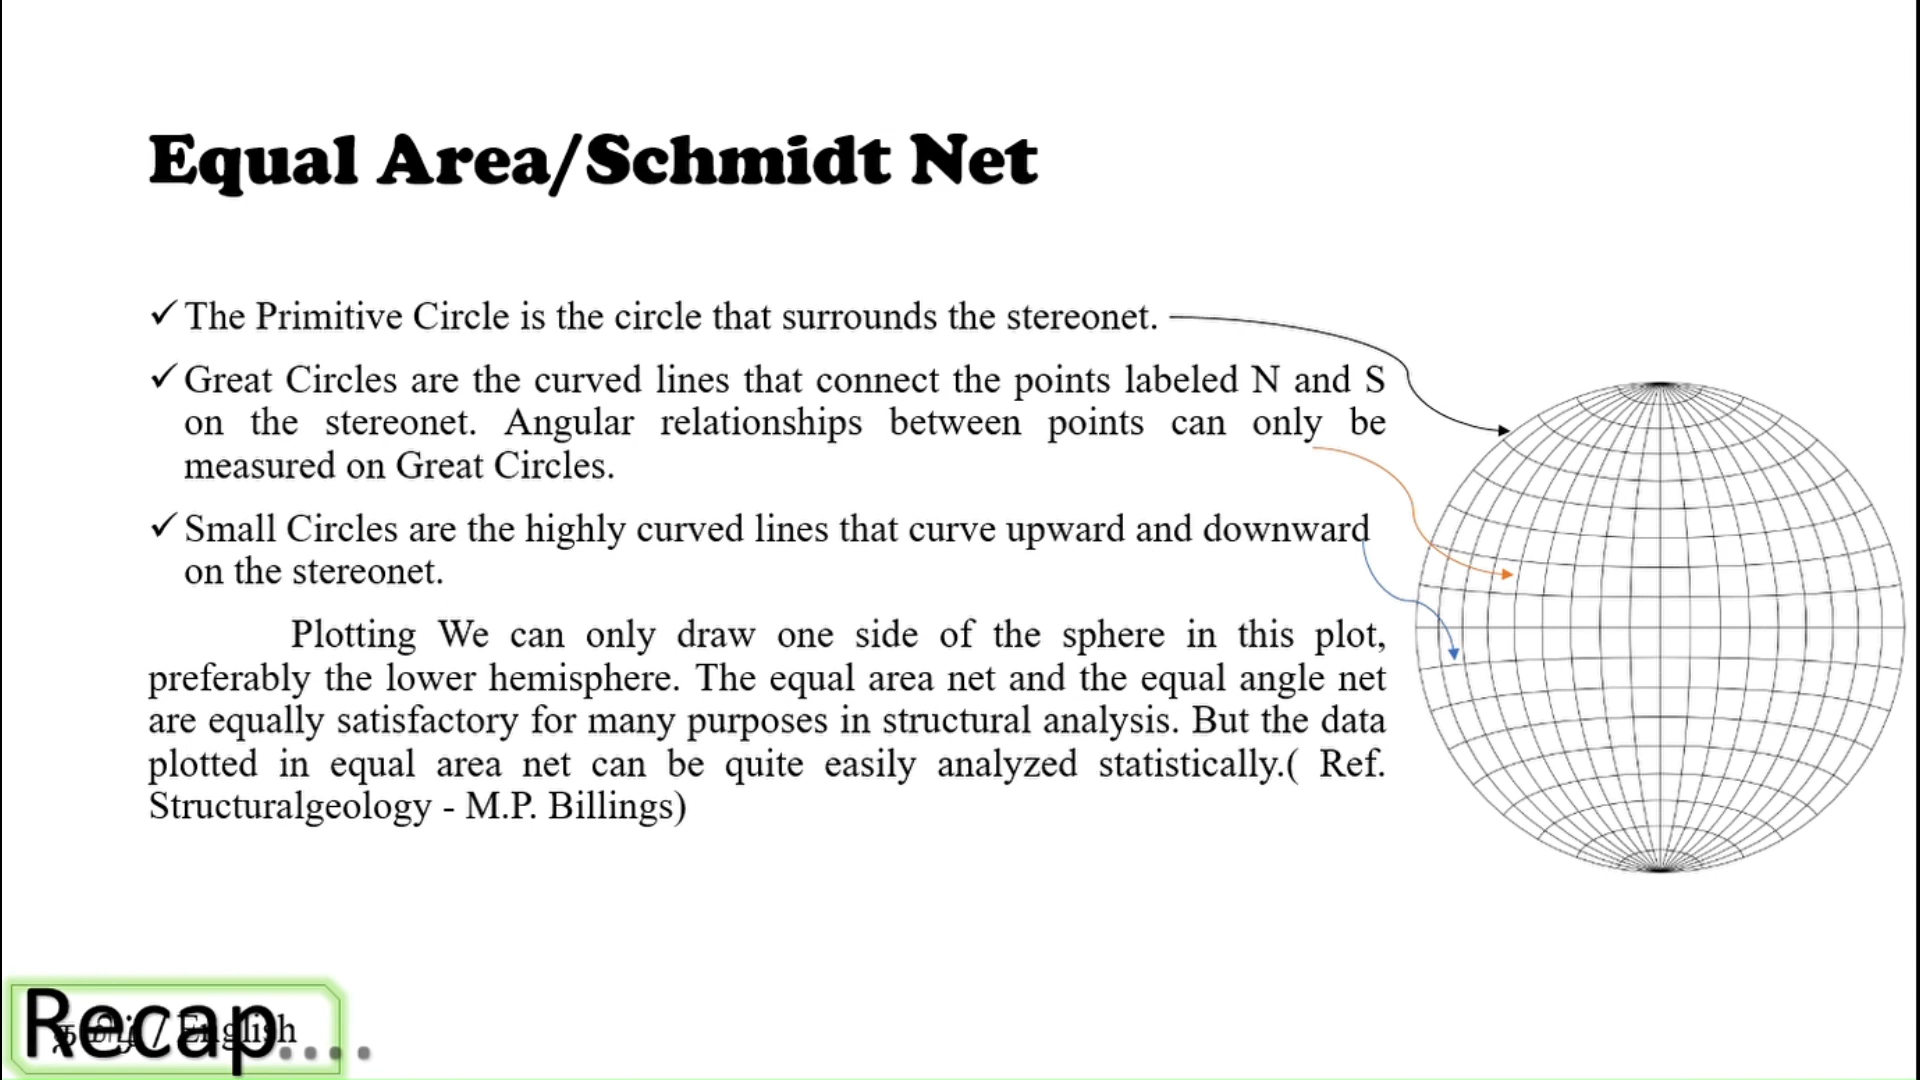 Equal Area/Schmidt Net
✓ The Primitive Circle is the circle that surrounds the stereonet.
✓ Great Circles are the curved lines that connect the points labeled N and S
on the stereonet. Angular relationships between points can only be
measured on Great Circles.
✓ Small Circles are the highly curved lines that curve upward and downward
on the stereonet.
Plotting We can only draw one side of the sphere in this plot,
preferably the lower hemisphere. The equal area net and the equal angle net
are equally satisfactory for many purposes in structural analysis. But the data
plotted in equal area net can be quite easily analyzed statistically.( Ref.
Structuralgeology - M.P. Billings)
Recap....
தமிழ் / English